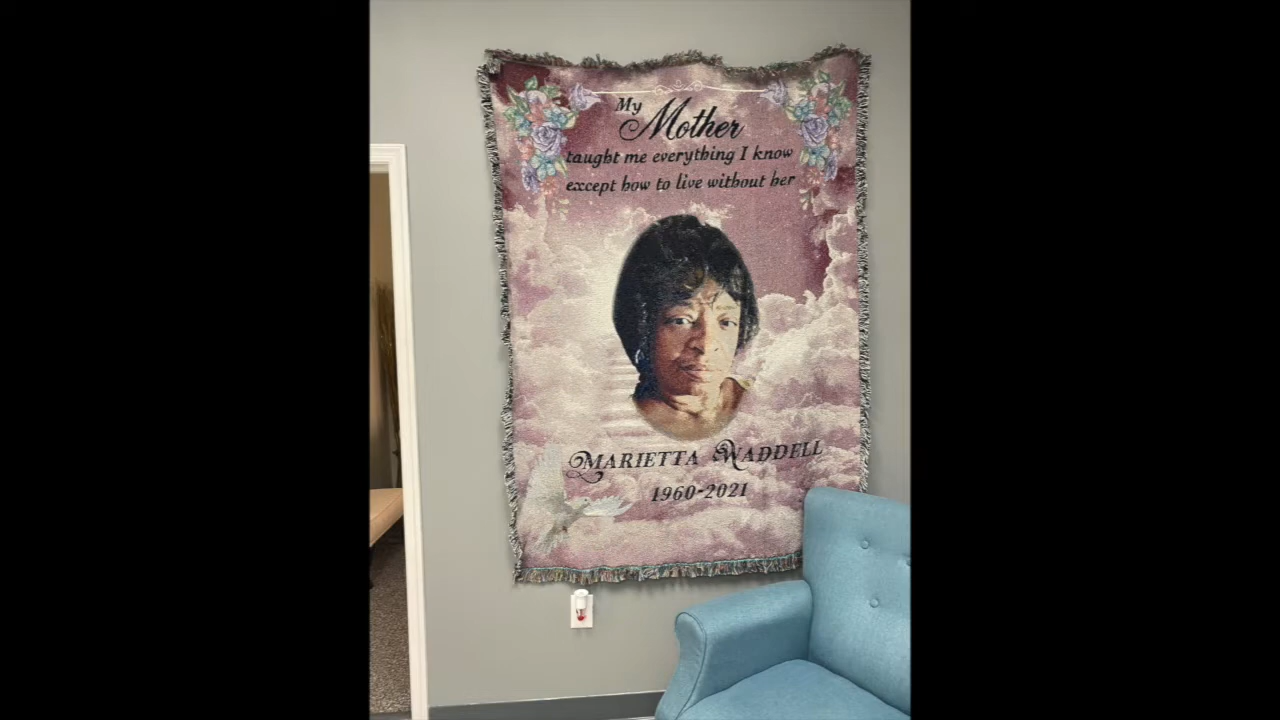 My
Mother
taught me everything I know
except how to live without her
MARIETTA WADDELL
1960-2021